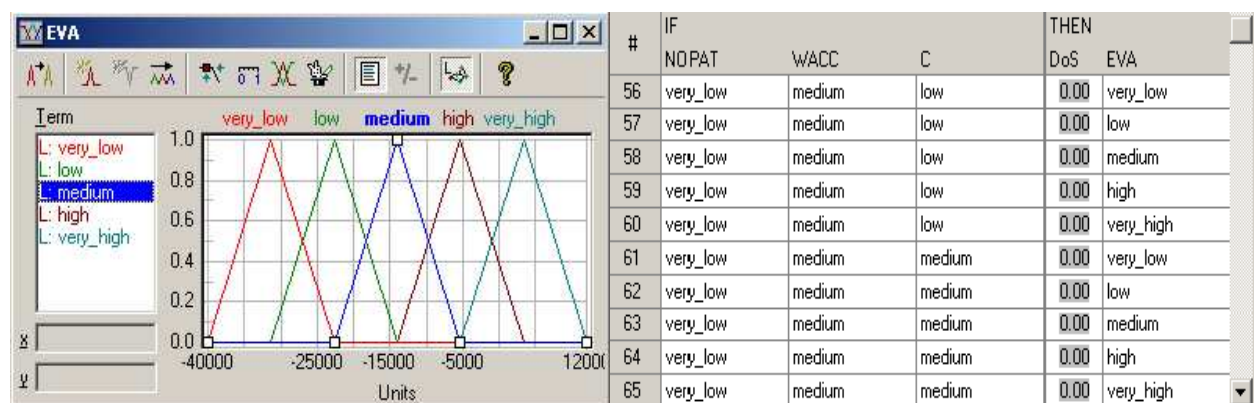 EVA
Term
L: very_low
L: low
L: medium
L: high
L: very_high
x
y
very_low low medium high very_high
1.0
0.8
0.6
0.4
0.2
0.0
-40000 -25000 -15000 -5000
Units
# IF THEN
NOPAT WACC C DoS EVA
56 very_low medium low 0.00 very_low
57 very_low medium low 0.00 low
58 very_low medium low 0.00 medium
59 very_low medium low 0.00 high
60 very_low medium low 0.00 very_high
61 very_low medium medium 0.00 very_low
62 very_low medium medium 0.00 low
63 very_low medium medium 0.00 medium
64 very_low medium medium 0.00 high
65 very_low medium medium 0.00 very_high